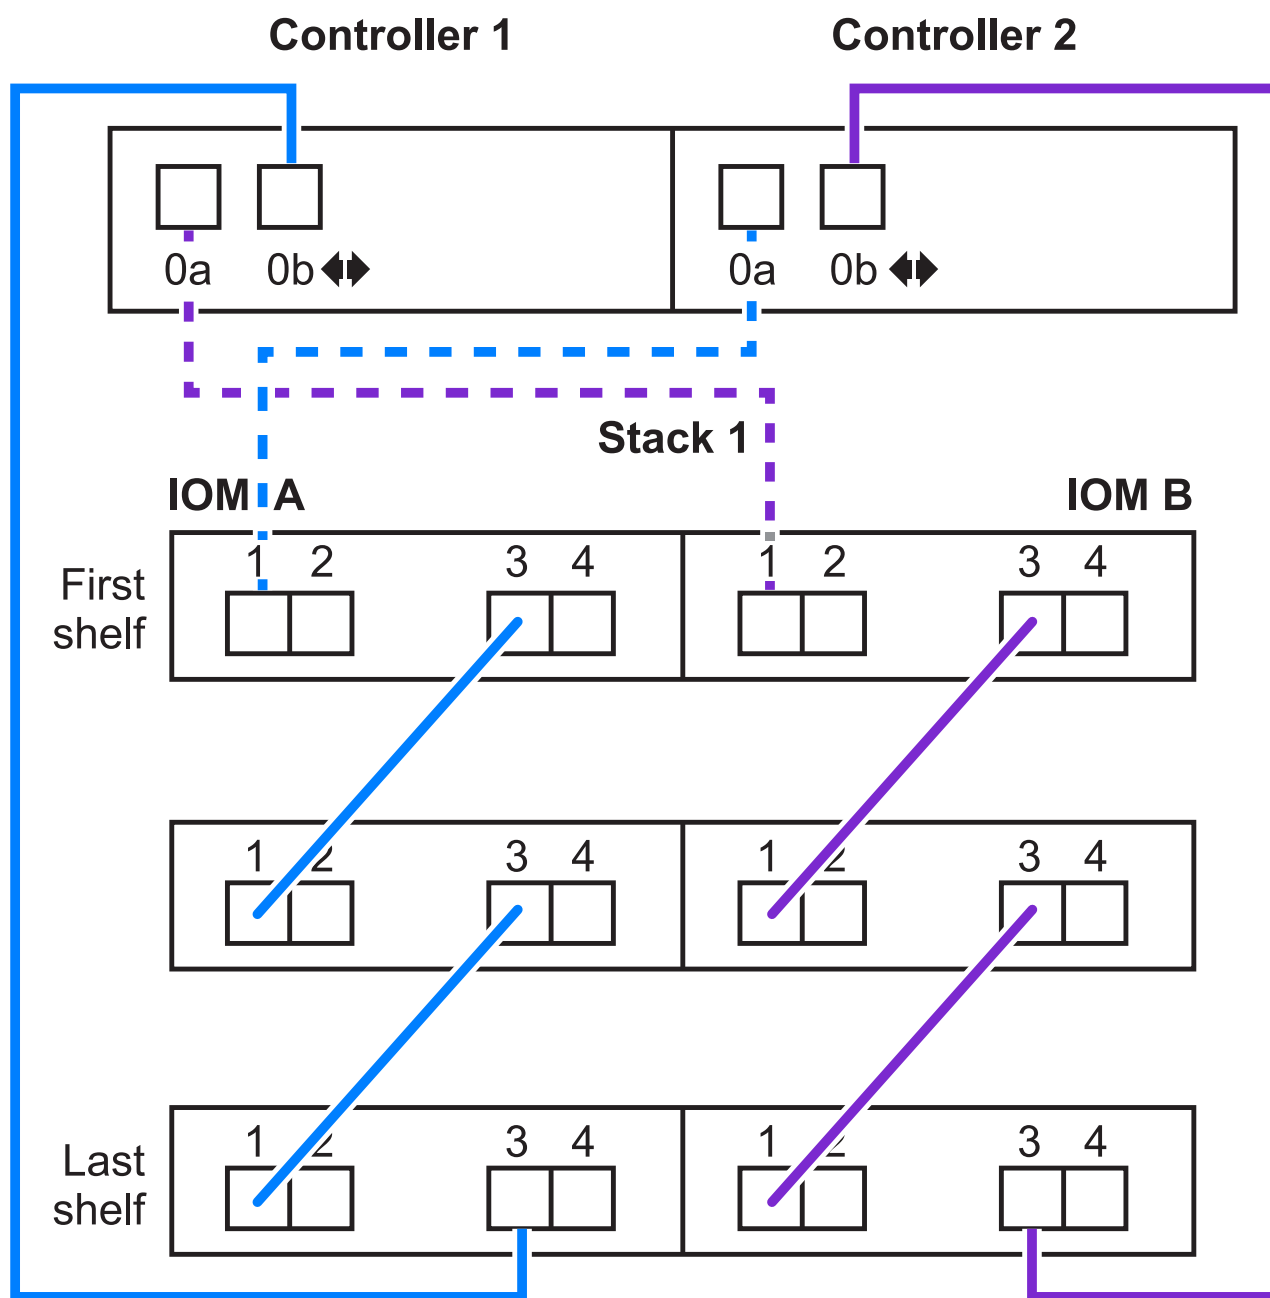 Controller 1 Controller 2
0a 0b 0a 0b
Stack 1
IOM A IOM B
1 2 3 4 1 2 3 4
First
shelf
1 2 3 4 1 2 3 4
1 2 3 4 1 2 3 4
Last
shelf